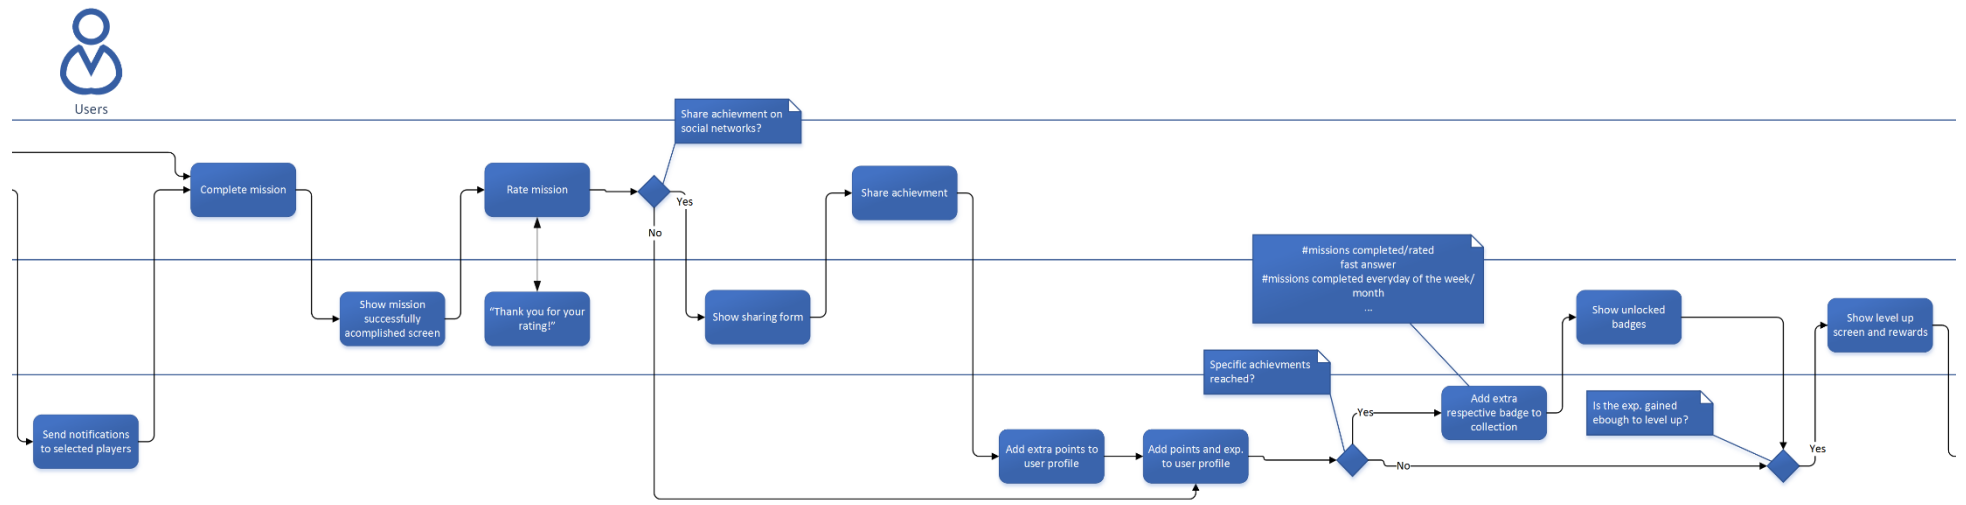 Users
Share achievment on
social networks?
Complete mission
Rate mission
Yes
No
Share achievment
Show mission
successfully
acomplished screen
"Thank you for your
rating!"
Show sharing form
#missions completed/rated
fast answer
#missions completed everyday of the week/
month
...
Show unlocked
badges
Show level up
screen and rewards
Specific achievments
reached?
Send notifications
to selected players
Add extra points to
user profile
Add points and exp.
to user profile
Yes
No
Add extra
respective badge to
collection
Is the exp. gained
ebough to level up?
Yes